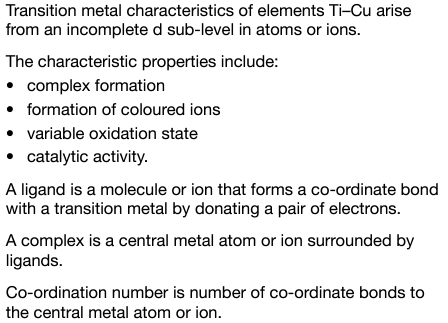 Transition metal characteristics of elements Ti–Cu arise
from an incomplete d sub-level in atoms or ions.
The characteristic properties include:
• complex formation
• formation of coloured ions
• variable oxidation state
• catalytic activity.
A ligand is a molecule or ion that forms a co-ordinate bond
with a transition metal by donating a pair of electrons.
A complex is a central metal atom or ion surrounded by
ligands.
Co-ordination number is number of co-ordinate bonds to
the central metal atom or ion.